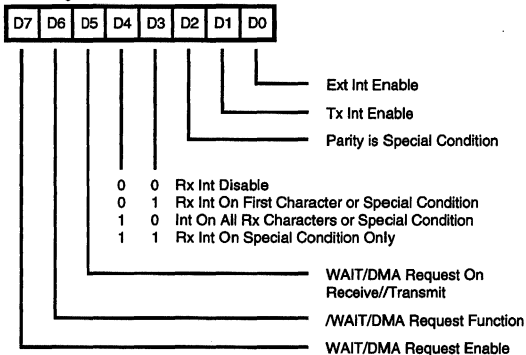 D7 D6 D5 D4 D3 D2 D1 D0
Ext Int Enable
Tx Int Enable
Parity is Special Condition
0 0 Rx Int Disable
0 1 Rx Int On First Character or Special Condition
1 0 Int On All Rx Characters or Special Condition
1 1 Rx Int On Special Condition Only
WAIT/DMA Request On
Receive//Transmit
/WAIT/DMA Request Function
WAIT/DMA Request Enable